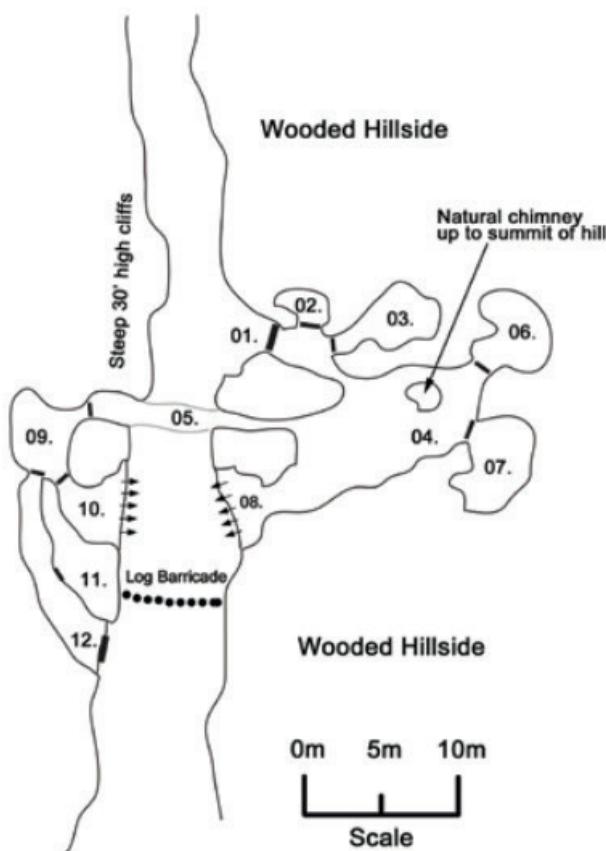 Wooded Hillside
Natural chimney
up to summit of hill
Steep 30' high cliffs
02.
03.
01.
06.
05.
04.
09.
07.
10.
08.
11.
Log Barricade
12.
Wooded Hillside
0m 5m 10m
Scale